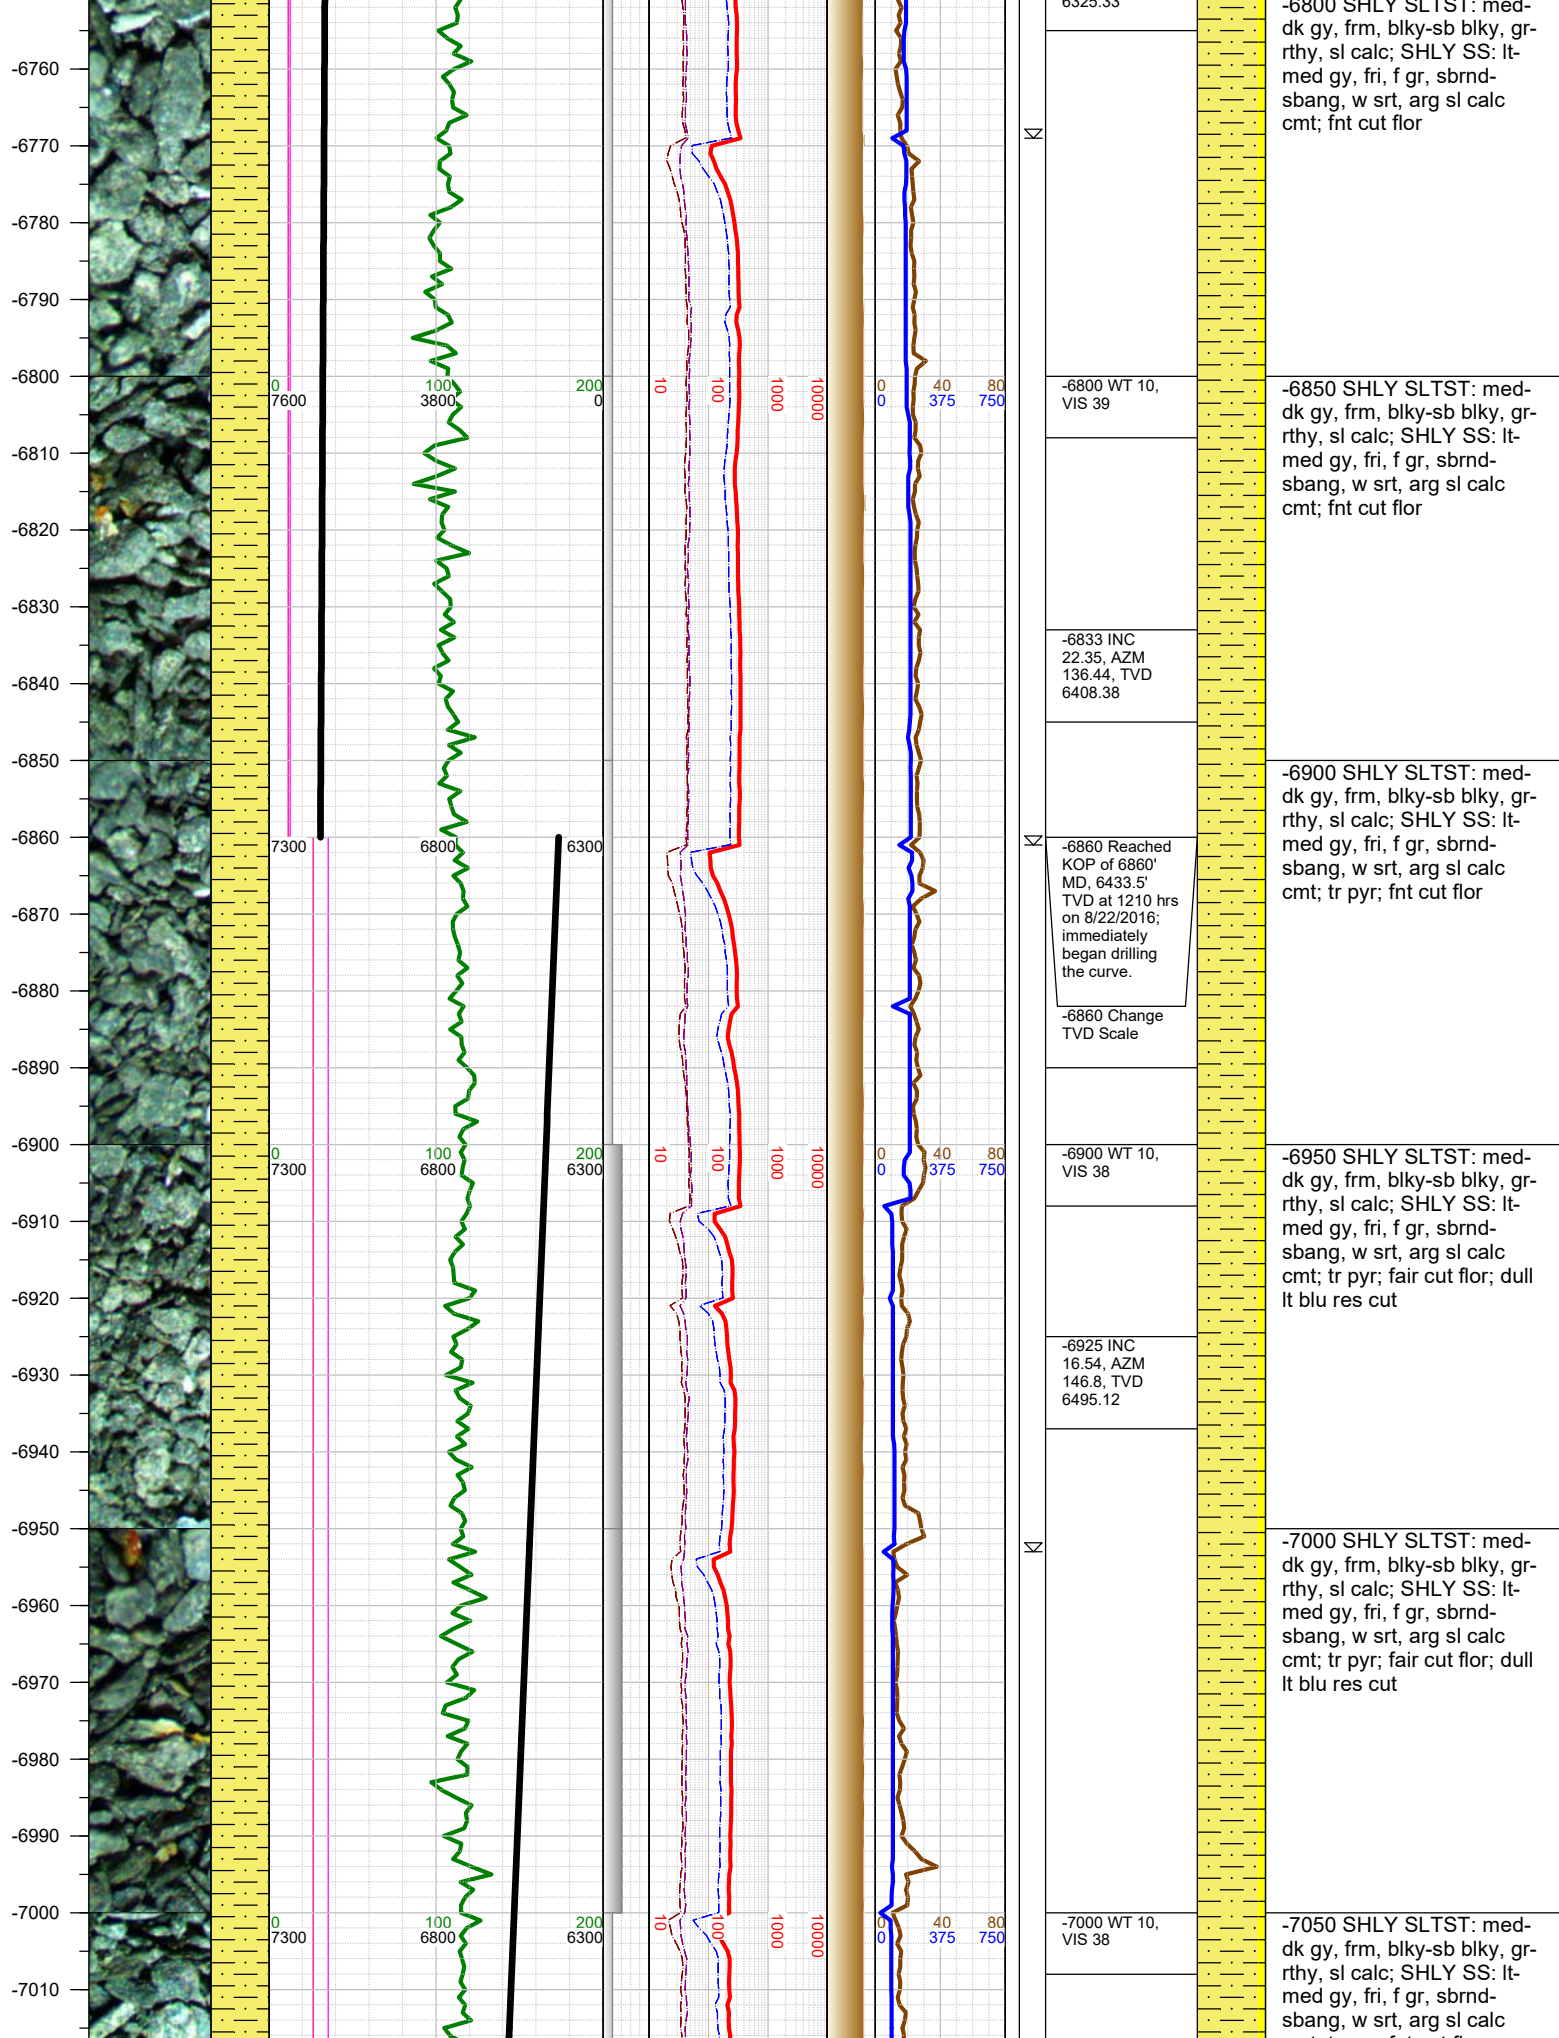 6325.33
-6800 SHLY SLTST: med-
dk gy, frm, blky-sb blky, gr-
rthy, sl calc; SHLY SS: lt-
med gy, fri, f gr, sbrnd-
sbang, w srt, arg sl calc
cmt; fnt cut flor
-6760
-6770
-6780
-6790
-6800
0 100 200
7600 3800 0
10 100 1000 10000
0 40 80
0 375 750
-6800 WT 10,
VIS 39
-6850 SHLY SLTST: med-
dk gy, frm, blky-sb blky, gr-
rthy, sl calc; SHLY SS: lt-
med gy, fri, f gr, sbrnd-
sbang, w srt, arg sl calc
cmt; fnt cut flor
-6810
-6820
-6830
-6833 INC
22.35, AZM
136.44, TVD
6408.38
-6840
-6850
-6900 SHLY SLTST: med-
dk gy, frm, blky-sb blky, gr-
rthy, sl calc; SHLY SS: lt-
med gy, fri, f gr, sbrnd-
sbang, w srt, arg sl calc
cmt; tr pyr; fnt cut flor
-6860
7300 6800 6300
-6860 Reached
KOP of 6860'
MD, 6433.5'
TVD at 1210 hrs
on 8/22/2016;
immediately
began drilling
the curve.
-6870
-6880
-6860 Change
TVD Scale
-6890
-6900
0 100 200
7300 6800 6300
10 100 1000 10000
0 40 80
0 375 750
-6900 WT 10,
VIS 38
-6950 SHLY SLTST: med-
dk gy, frm, blky-sb blky, gr-
rthy, sl calc; SHLY SS: lt-
med gy, fri, f gr, sbrnd-
sbang, w srt, arg sl calc
cmt; tr pyr; fair cut flor; dull
lt blu res cut
-6910
-6920
-6925 INC
16.54, AZM
146.8, TVD
6495.12
-6930
-6940
-6950
-7000 SHLY SLTST: med-
dk gy, frm, blky-sb blky, gr-
rthy, sl calc; SHLY SS: lt-
med gy, fri, f gr, sbrnd-
sbang, w srt, arg sl calc
cmt; tr pyr; fair cut flor; dull
lt blu res cut
-6960
-6970
-6980
-6990
-7000
0 100 200
7300 6800 6300
10 100 1000 10000
0 40 80
0 375 750
-7000 WT 10,
VIS 38
-7050 SHLY SLTST: med-
dk gy, frm, blky-sb blky, gr-
rthy, sl calc; SHLY SS: lt-
med gy, fri, f gr, sbrnd-
sbang, w srt, arg sl calc
-7010